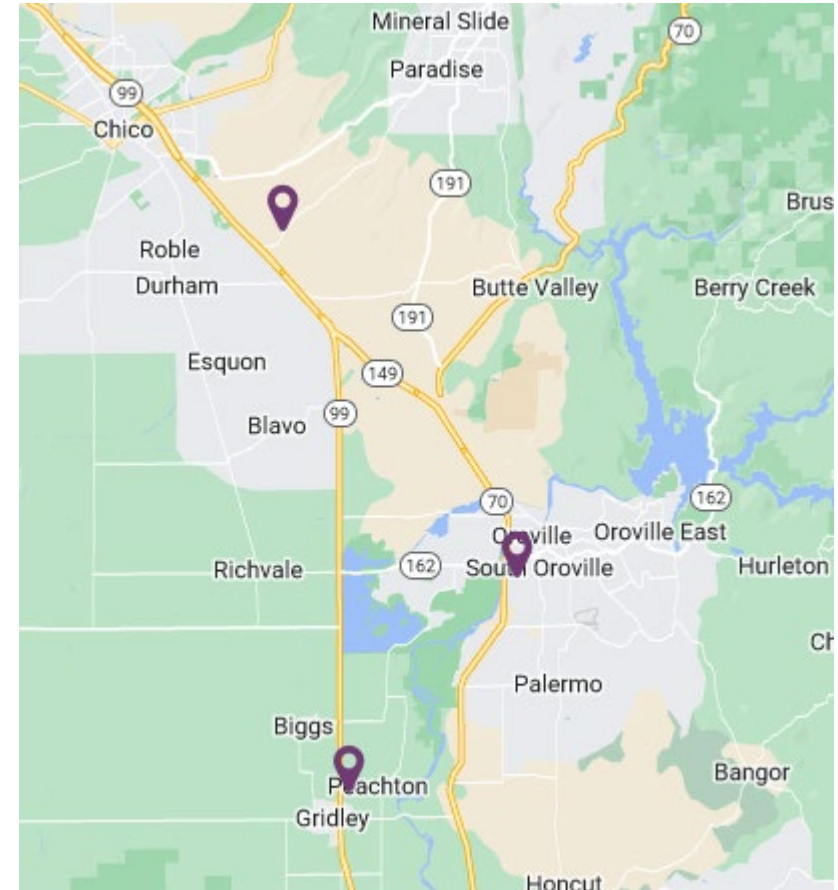 Mineral Slide
70
Paradise
99
Chico
191
Brus
Roble
Durham
Butte Valley
Berry Creek
191
Esquon
149
99
Blavo
70
162
Oroville
Oroville East
Richvale
162
South Oroville
Hurleton
Ch
Palermo
Biggs
Bangor
Peachton
Gridley
Honcut